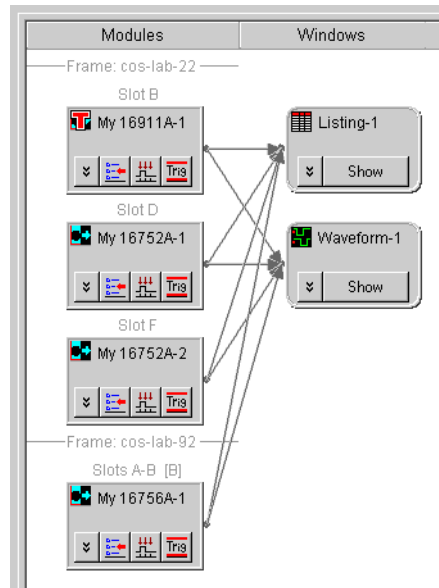 Modules Windows
Frame: cos-lab-22
Slot B
My 16911A-1 Listing-1
Trig Show
Slot D
My 16752A-1 Waveform-1
Trig Show
Slot F
My 16752A-2
Trig
Frame: cos-lab-92
Slots A-B [B]
My 16756A-1
Trig